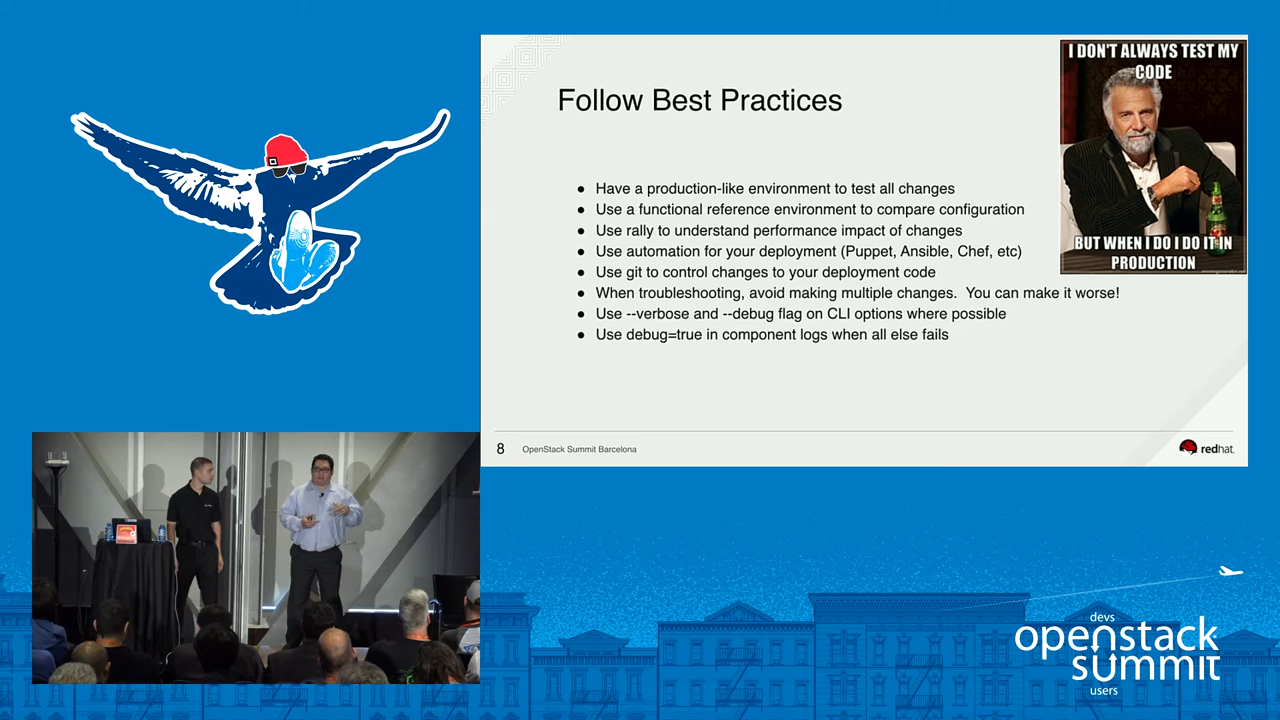 Follow Best Practices
I DON'T ALWAYS TEST MY
CODE
BUT WHEN I DO I DO IT IN
PRODUCTION
● Have a production-like environment to test all changes
● Use a functional reference environment to compare configuration
● Use rally to understand performance impact of changes
● Use automation for your deployment (Puppet, Ansible, Chef, etc)
● Use git to control changes to your deployment code
● When troubleshooting, avoid making multiple changes. You can make it worse!
● Use --verbose and --debug flag on CLI options where possible
● Use debug=true in component logs when all else fails
8 OpenStack Summit Barcelona
redhat.
devs
openstack
summit
users